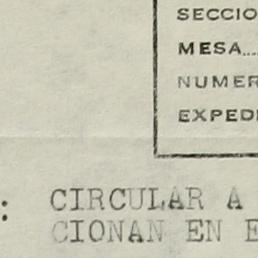 SECCIO
MESA...
NUMER
EXPED
: CIRCULAR A
CIONAN EN E